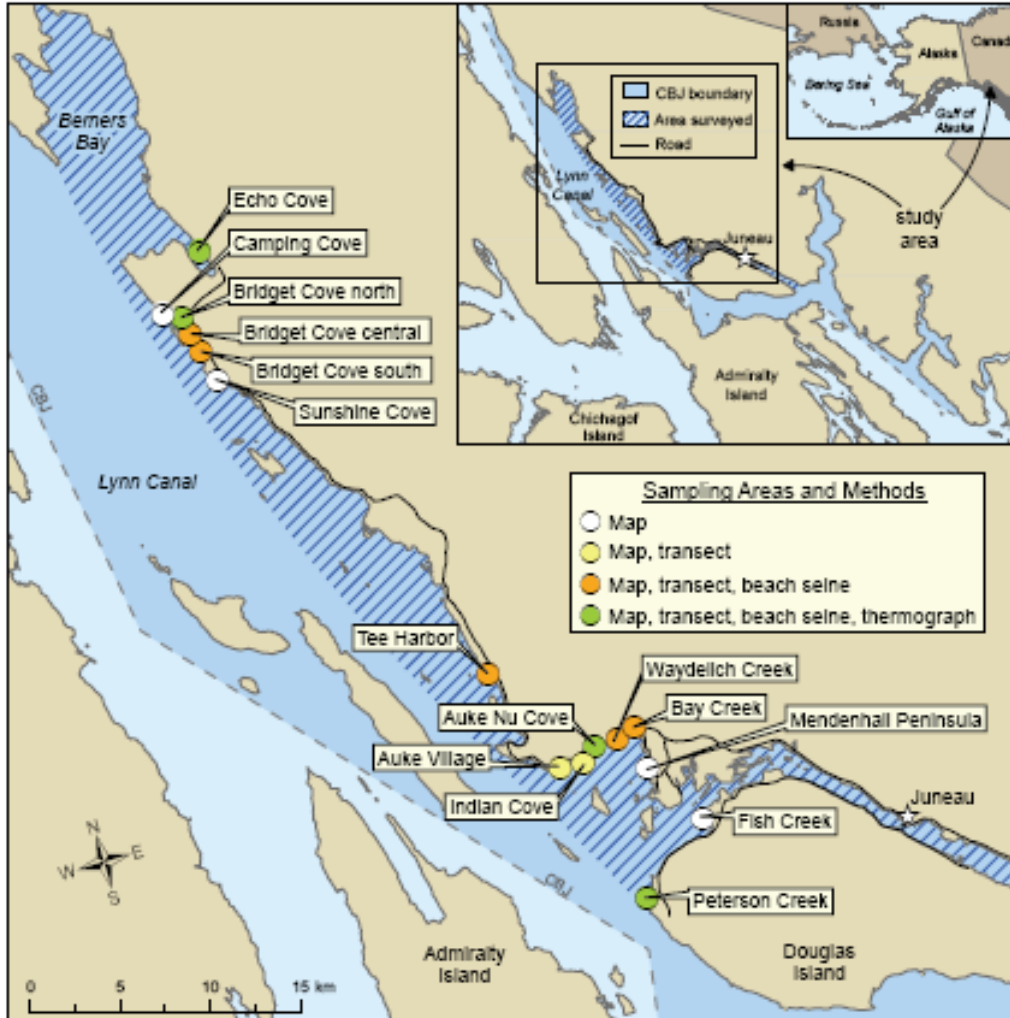 Berners
Bay
Echo Cove
Camping Cove
Bridget Cove north
Bridget Cove central
Bridget Cove south
Sunshine Cove
CBJ
Lynn Canal
Tee Harbor
Auke Nu Cove
Auke Village
Indian Cove
Waydelich Creek
Bay Creek
Mendenhall Peninsula
Juneau
Fish Creek
Peterson Creek
CBJ
Admiralty
Island
Douglas
Island
N
W E
S
0 5 10 15 km
CBJ boundary
Area surveyed
Road
Lynn
Canal
Juneau
study
area
Admiralty
Island
Chichagof
Island
Russia
Alaska
Canad
Bering Sea
Gulf of
Alaska
Sampling Areas and Methods
Map
Map, transect
Map, transect, beach seine
Map, transect, beach seine, thermograph